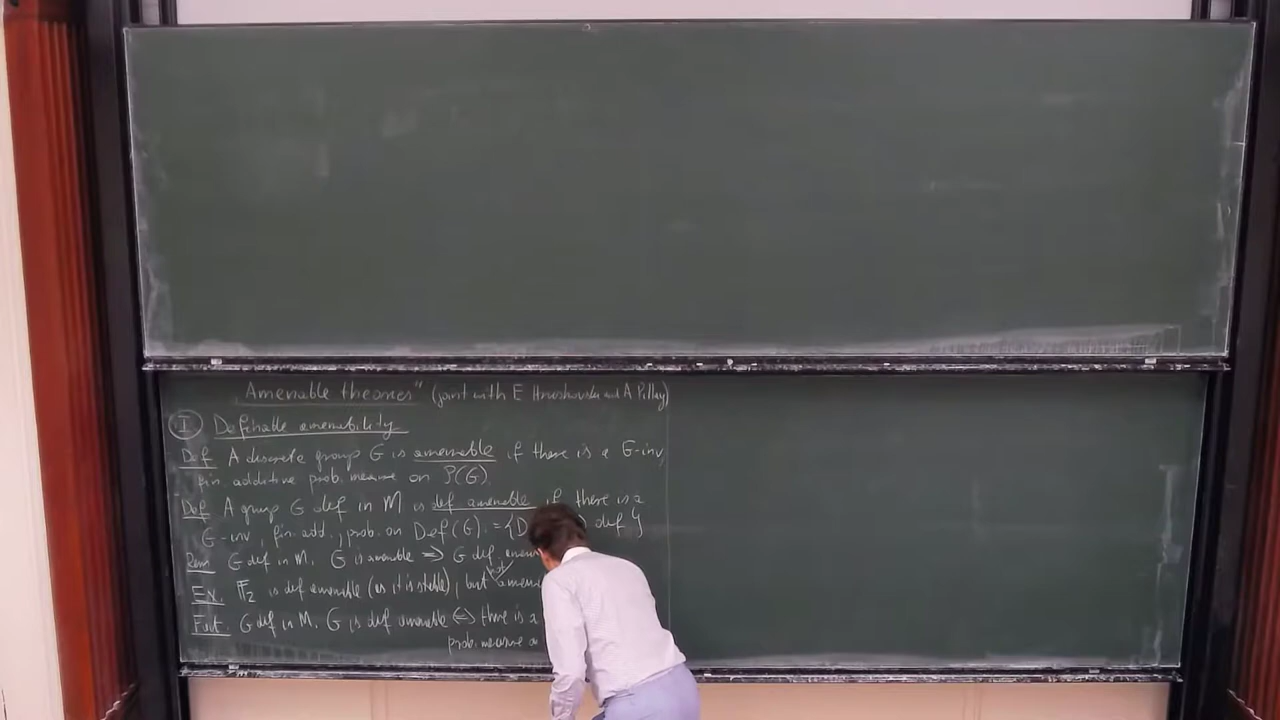 "Amenable theories" (joint with E Hrushovski and A Pillay)
I Definable amenability
Def A discrete group G is amenable if there is a G-inv,
fin additive prob. measure on P(G).
Def A group G def in M is def amenable if there is a
G-inv, fin. add., prob. on Def(G) := {D def}
Rem G def in M. G is amenable => G def. amen
Ex. F₂ is def amenable (as it is stable), but not amen
Fact. G def in M. G is def amenable <=> there is a
prob. measure